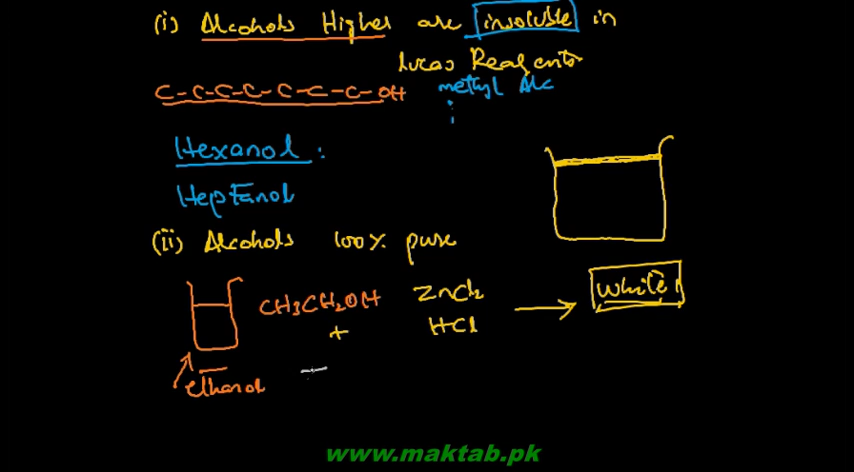 (i) Alcohols Higher are insoluble in
Lucas Reagents
C-C-C-C-C-C-C-OH methyl Alc
Hexanol:
HepTanol
(ii) Alcohols 100% pure
CH3CH2OH ZnCl2 White
+ HCl
ethanol
www.maktab.pk